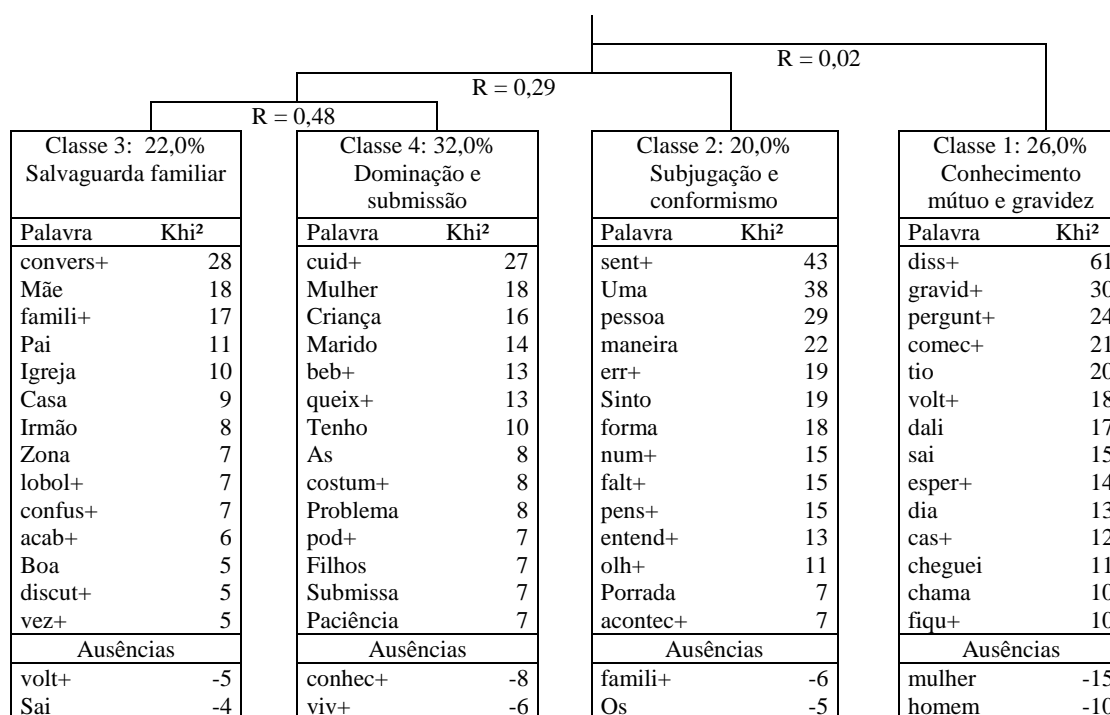 R = 0,02
R = 0,29
R = 0,48
Classe 3: 22,0%
Salvaguarda familiar
Palavra Khi²
convers+ 28
Mãe 18
famili+ 17
Pai 11
Igreja 10
Casa 9
Irmão 8
Zona 7
lobol+ 7
confus+ 7
acab+ 6
Boa 5
discut+ 5
vez+ 5
Ausências
volt+ -5
Sai -4
Classe 4: 32,0%
Dominação e
submissão
Palavra Khi²
cuid+ 27
Mulher 18
Criança 16
Marido 14
beb+ 13
queix+ 13
Tenho 10
As 8
costum+ 8
Problema 8
pod+ 7
Filhos 7
Submissa 7
Paciência 7
Ausências
conhec+ -8
viv+ -6
Classe 2: 20,0%
Subjugação e
conformismo
Palavra Khi²
sent+ 43
Uma 38
pessoa 29
maneira 22
err+ 19
Sinto 19
forma 18
num+ 15
falt+ 15
pens+ 15
entend+ 13
olh+ 11
Porrada 7
acontec+ 7
Ausências
famili+ -6
Os -5
Classe 1: 26,0%
Conhecimento
mútuo e gravidez
Palavra Khi²
diss+ 61
gravid+ 30
pergunt+ 24
comec+ 21
tio 20
volt+ 18
dali 17
sai 15
esper+ 14
dia 13
cas+ 12
cheguei 11
chama 10
fiqu+ 10
Ausências
mulher -15
homem -10